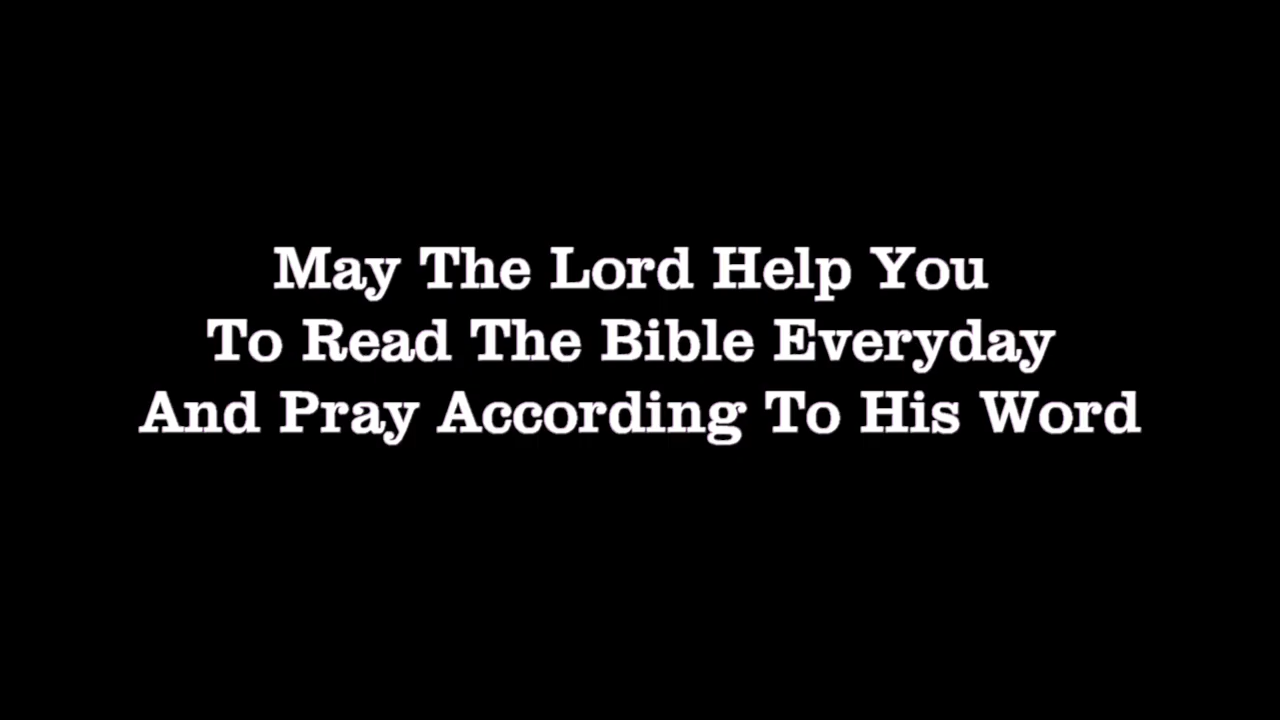 May The Lord Help You
To Read The Bible Everyday
And Pray According To His Word